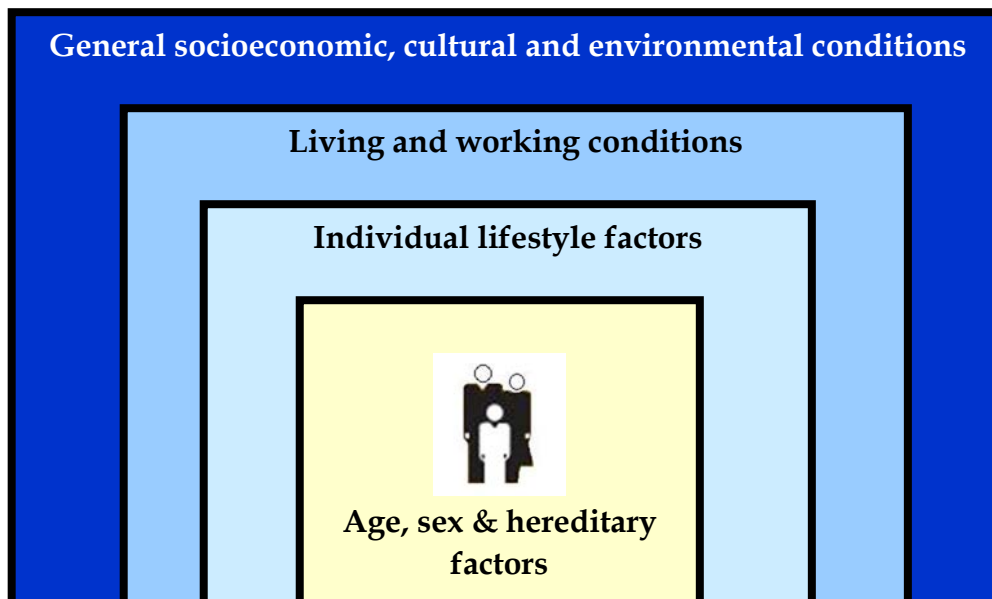 General socioeconomic, cultural and environmental conditions
Living and working conditions
Individual lifestyle factors
Age, sex & hereditary
factors